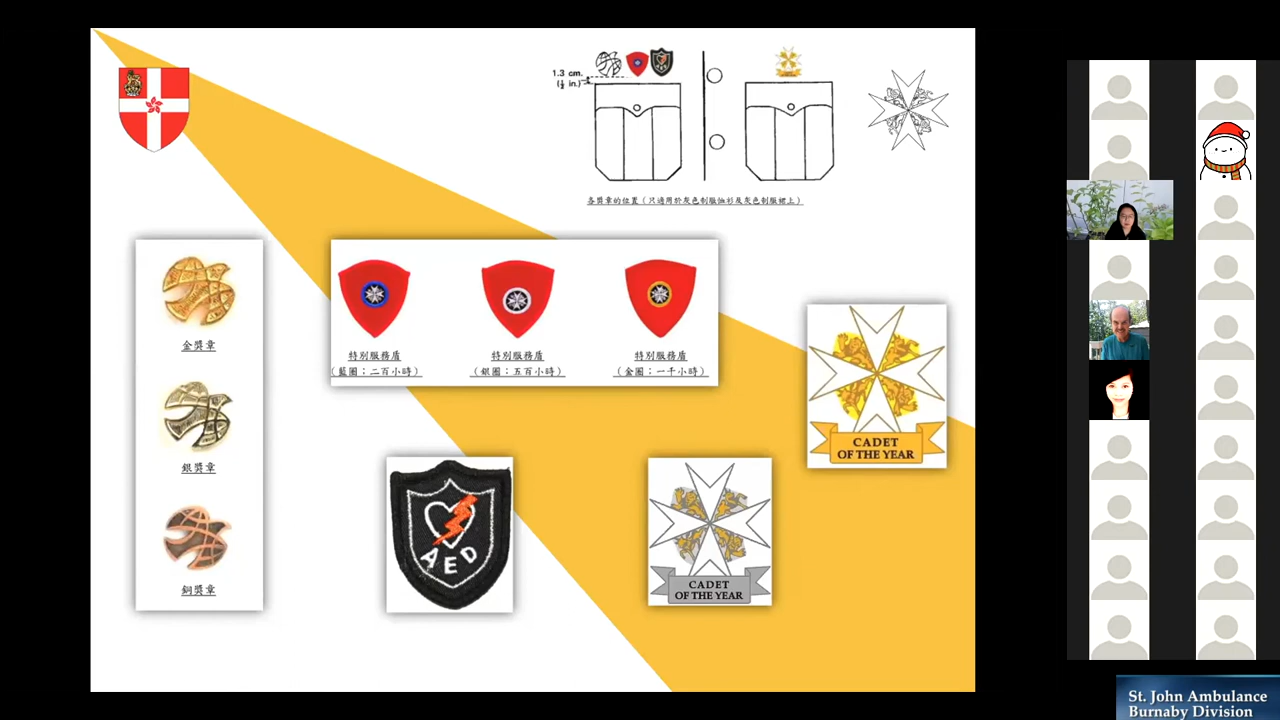 1.3 cm.
(½ in.)
各獎章的位置（只適用於灰色制服恤衫及灰色制服裙上）
金獎章
銀獎章
銅獎章
特別服務盾
（藍圈：二百小時）
特別服務盾
（銀圈：五百小時）
特別服務盾
（金圈：一千小時）
CADET
OF THE YEAR
AED
CADET
OF THE YEAR
St. John Ambulance
Burnaby Division